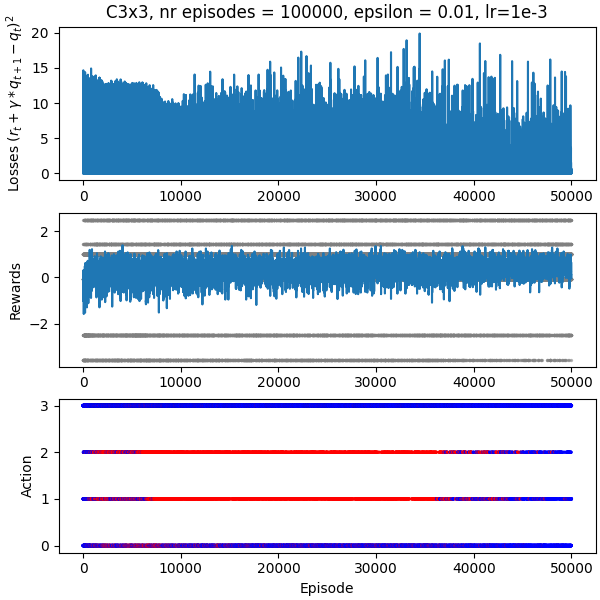 C3x3, nr episodes = 100000, epsilon = 0.01, lr=1e-3
Losses $(r_t + \gamma * q_{t+1} - q_t)^2$
20
15
10
5
0
0 10000 20000 30000 40000 50000
Rewards
2
0
−2
0 10000 20000 30000 40000 50000
Action
3
2
1
0
0 10000 20000 30000 40000 50000
Episode